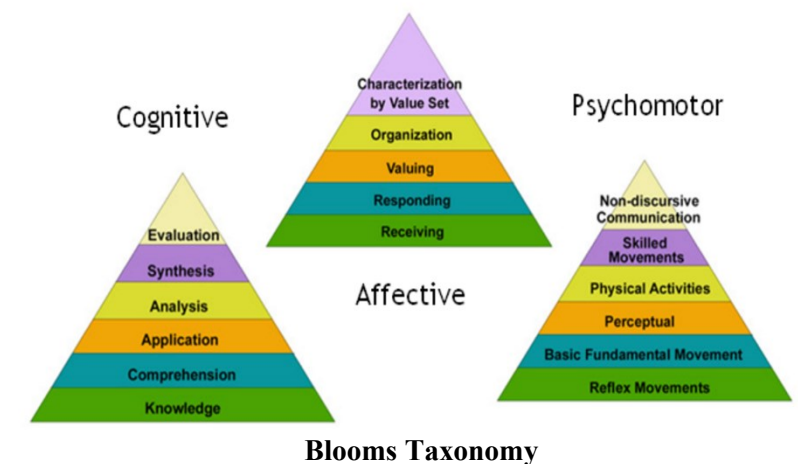 Cognitive
Evaluation
Synthesis
Analysis
Application
Comprehension
Knowledge
Characterization
by Value Set
Organization
Valuing
Responding
Receiving
Affective
Psychomotor
Non-discursive
Communication
Skilled
Movements
Physical Activities
Perceptual
Basic Fundamental Movement
Reflex Movements
Blooms Taxonomy